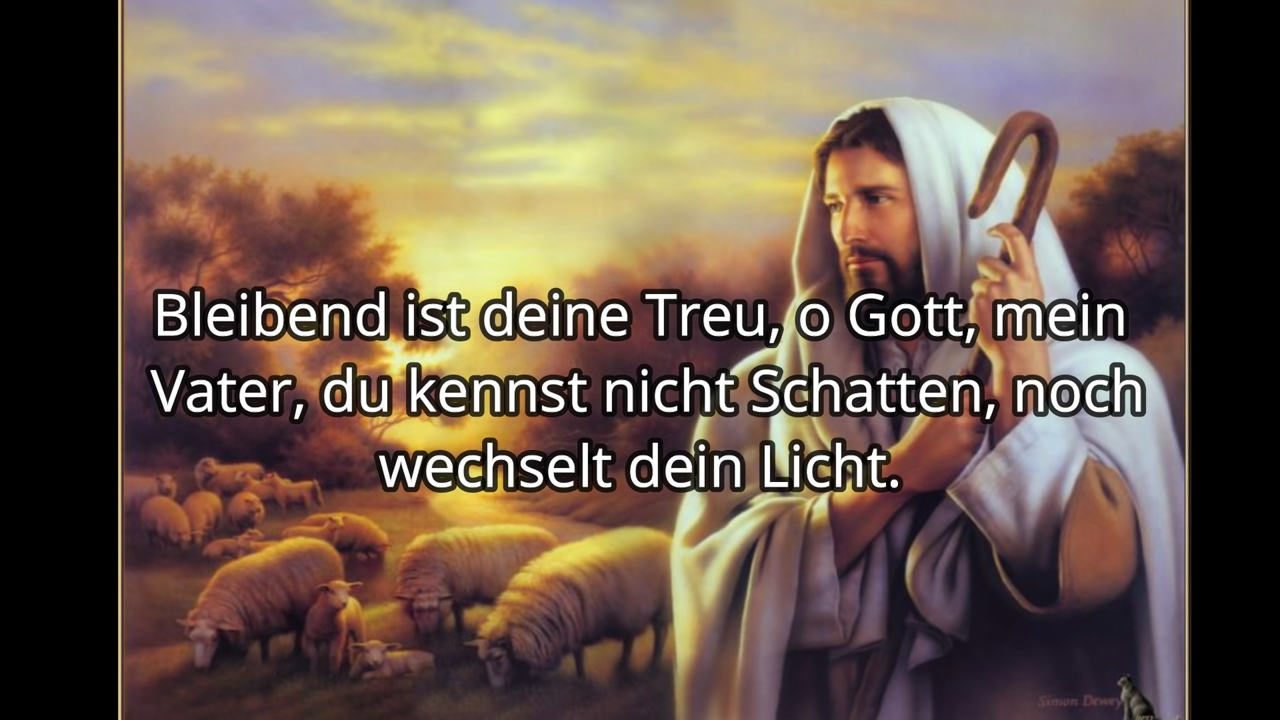 Bleibend ist deine Treu, o Gott, mein
Vater, du kennst nicht Schatten, noch
wechselt dein Licht.
Simon Dewey